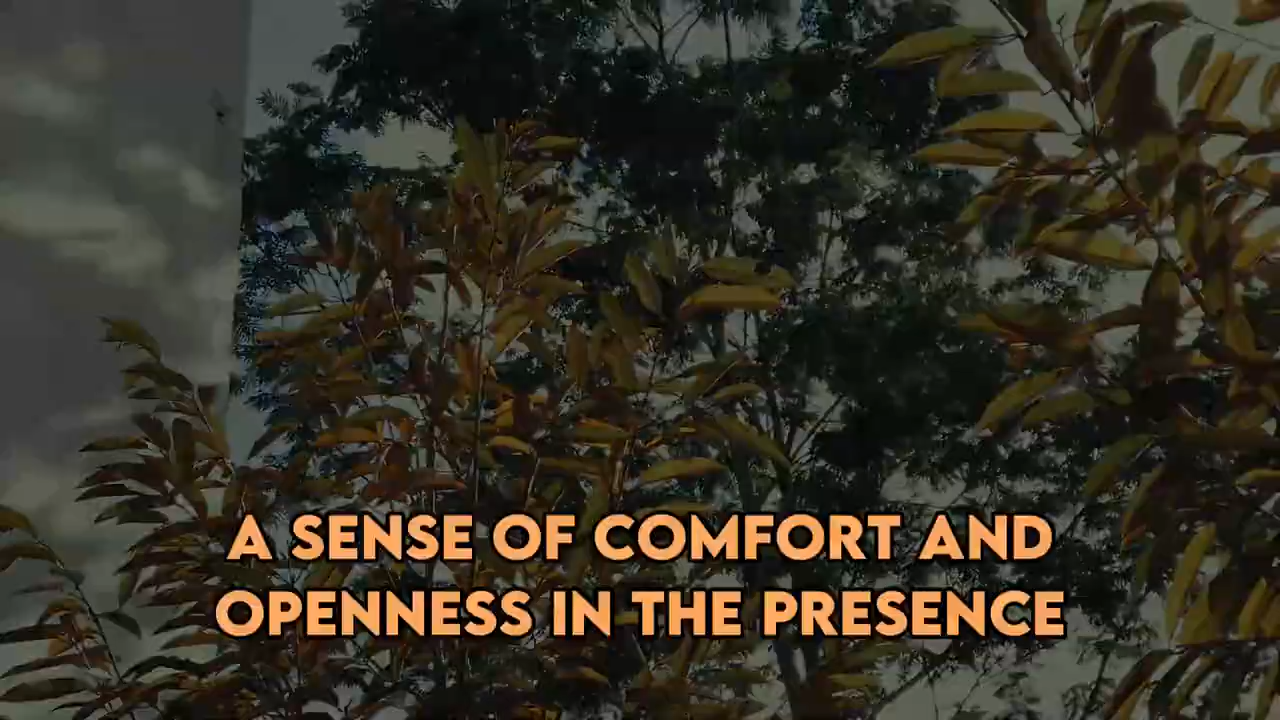 A SENSE OF COMFORT AND
OPENNESS IN THE PRESENCE